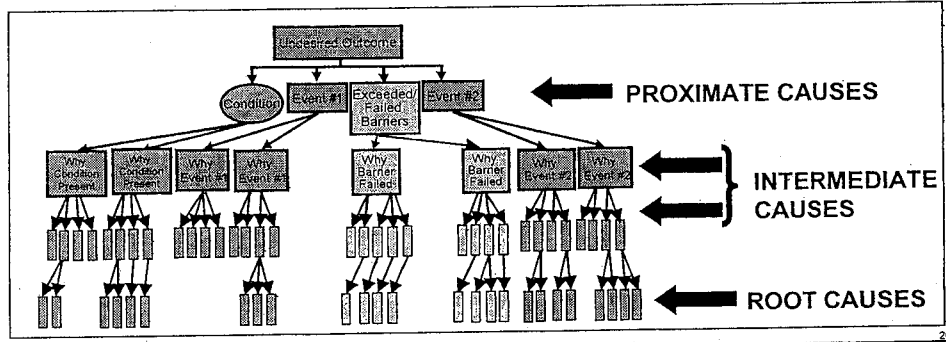 Undesired Outcome
Condition
Event #1
Exceeded/
Failed
Barriers
Event #2
PROXIMATE CAUSES
Why
Condition
Present
Why
Condition
Present
Why
Event #1
Why
Event #1
Why
Barrier
Failed
Why
Barrier
Failed
Why
Event #2
Why
Event #2
INTERMEDIATE
CAUSES
ROOT CAUSES